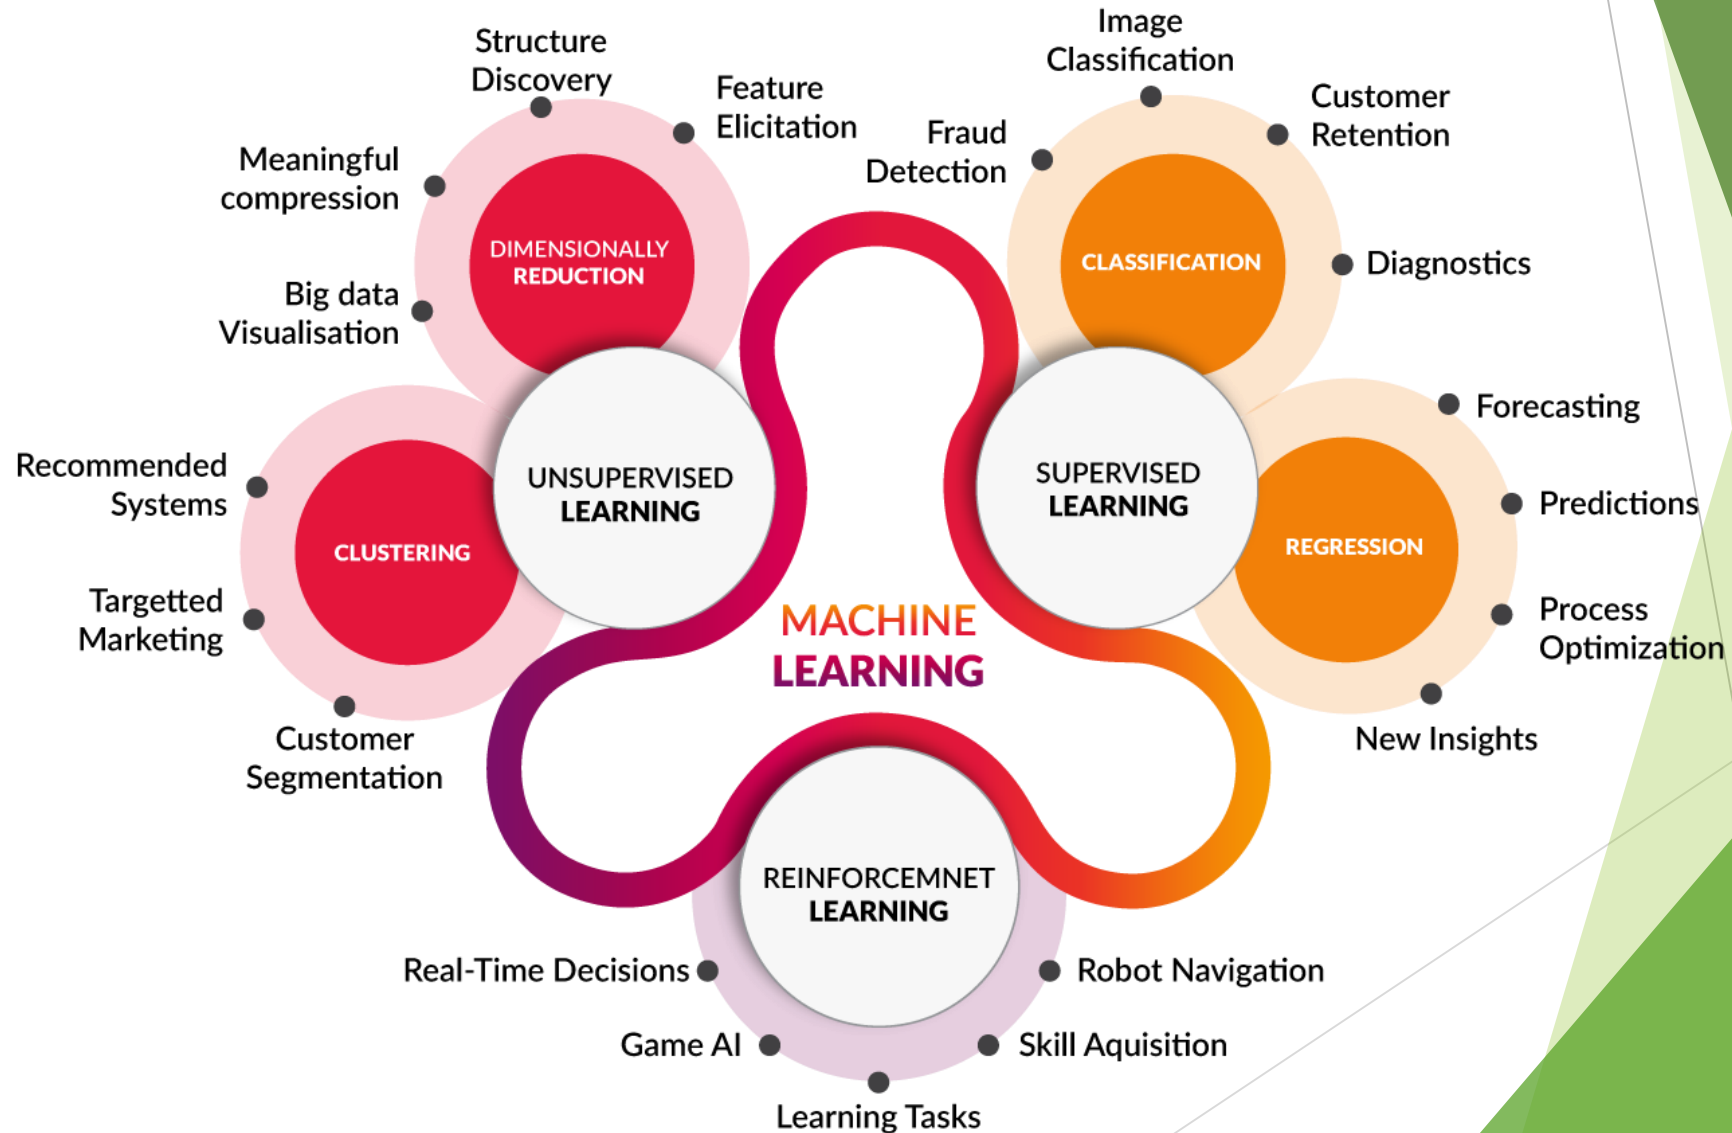 Structure
Discovery
Feature
Elicitation
Meaningful
compression
DIMENSIONALLY
REDUCTION
Big data
Visualisation
Recommended
Systems
UNSUPERVISED
LEARNING
CLUSTERING
Targetted
Marketing
Customer
Segmentation
Image
Classification
Customer
Retention
Fraud
Detection
CLASSIFICATION
Diagnostics
Forecasting
SUPERVISED
LEARNING
Predictions
REGRESSION
Process
Optimization
New Insights
MACHINE
LEARNING
REINFORCEMNET
LEARNING
Real-Time Decisions
Robot Navigation
Game AI
Skill Aquisition
Learning Tasks